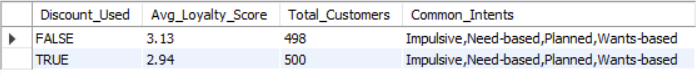 Discount_Used Avg_Loyalty_Score Total_Customers Common_Intents
FALSE 3.13 498 Impulsive,Need-based,Planned,Wants-based
TRUE 2.94 500 Impulsive,Need-based,Planned,Wants-based